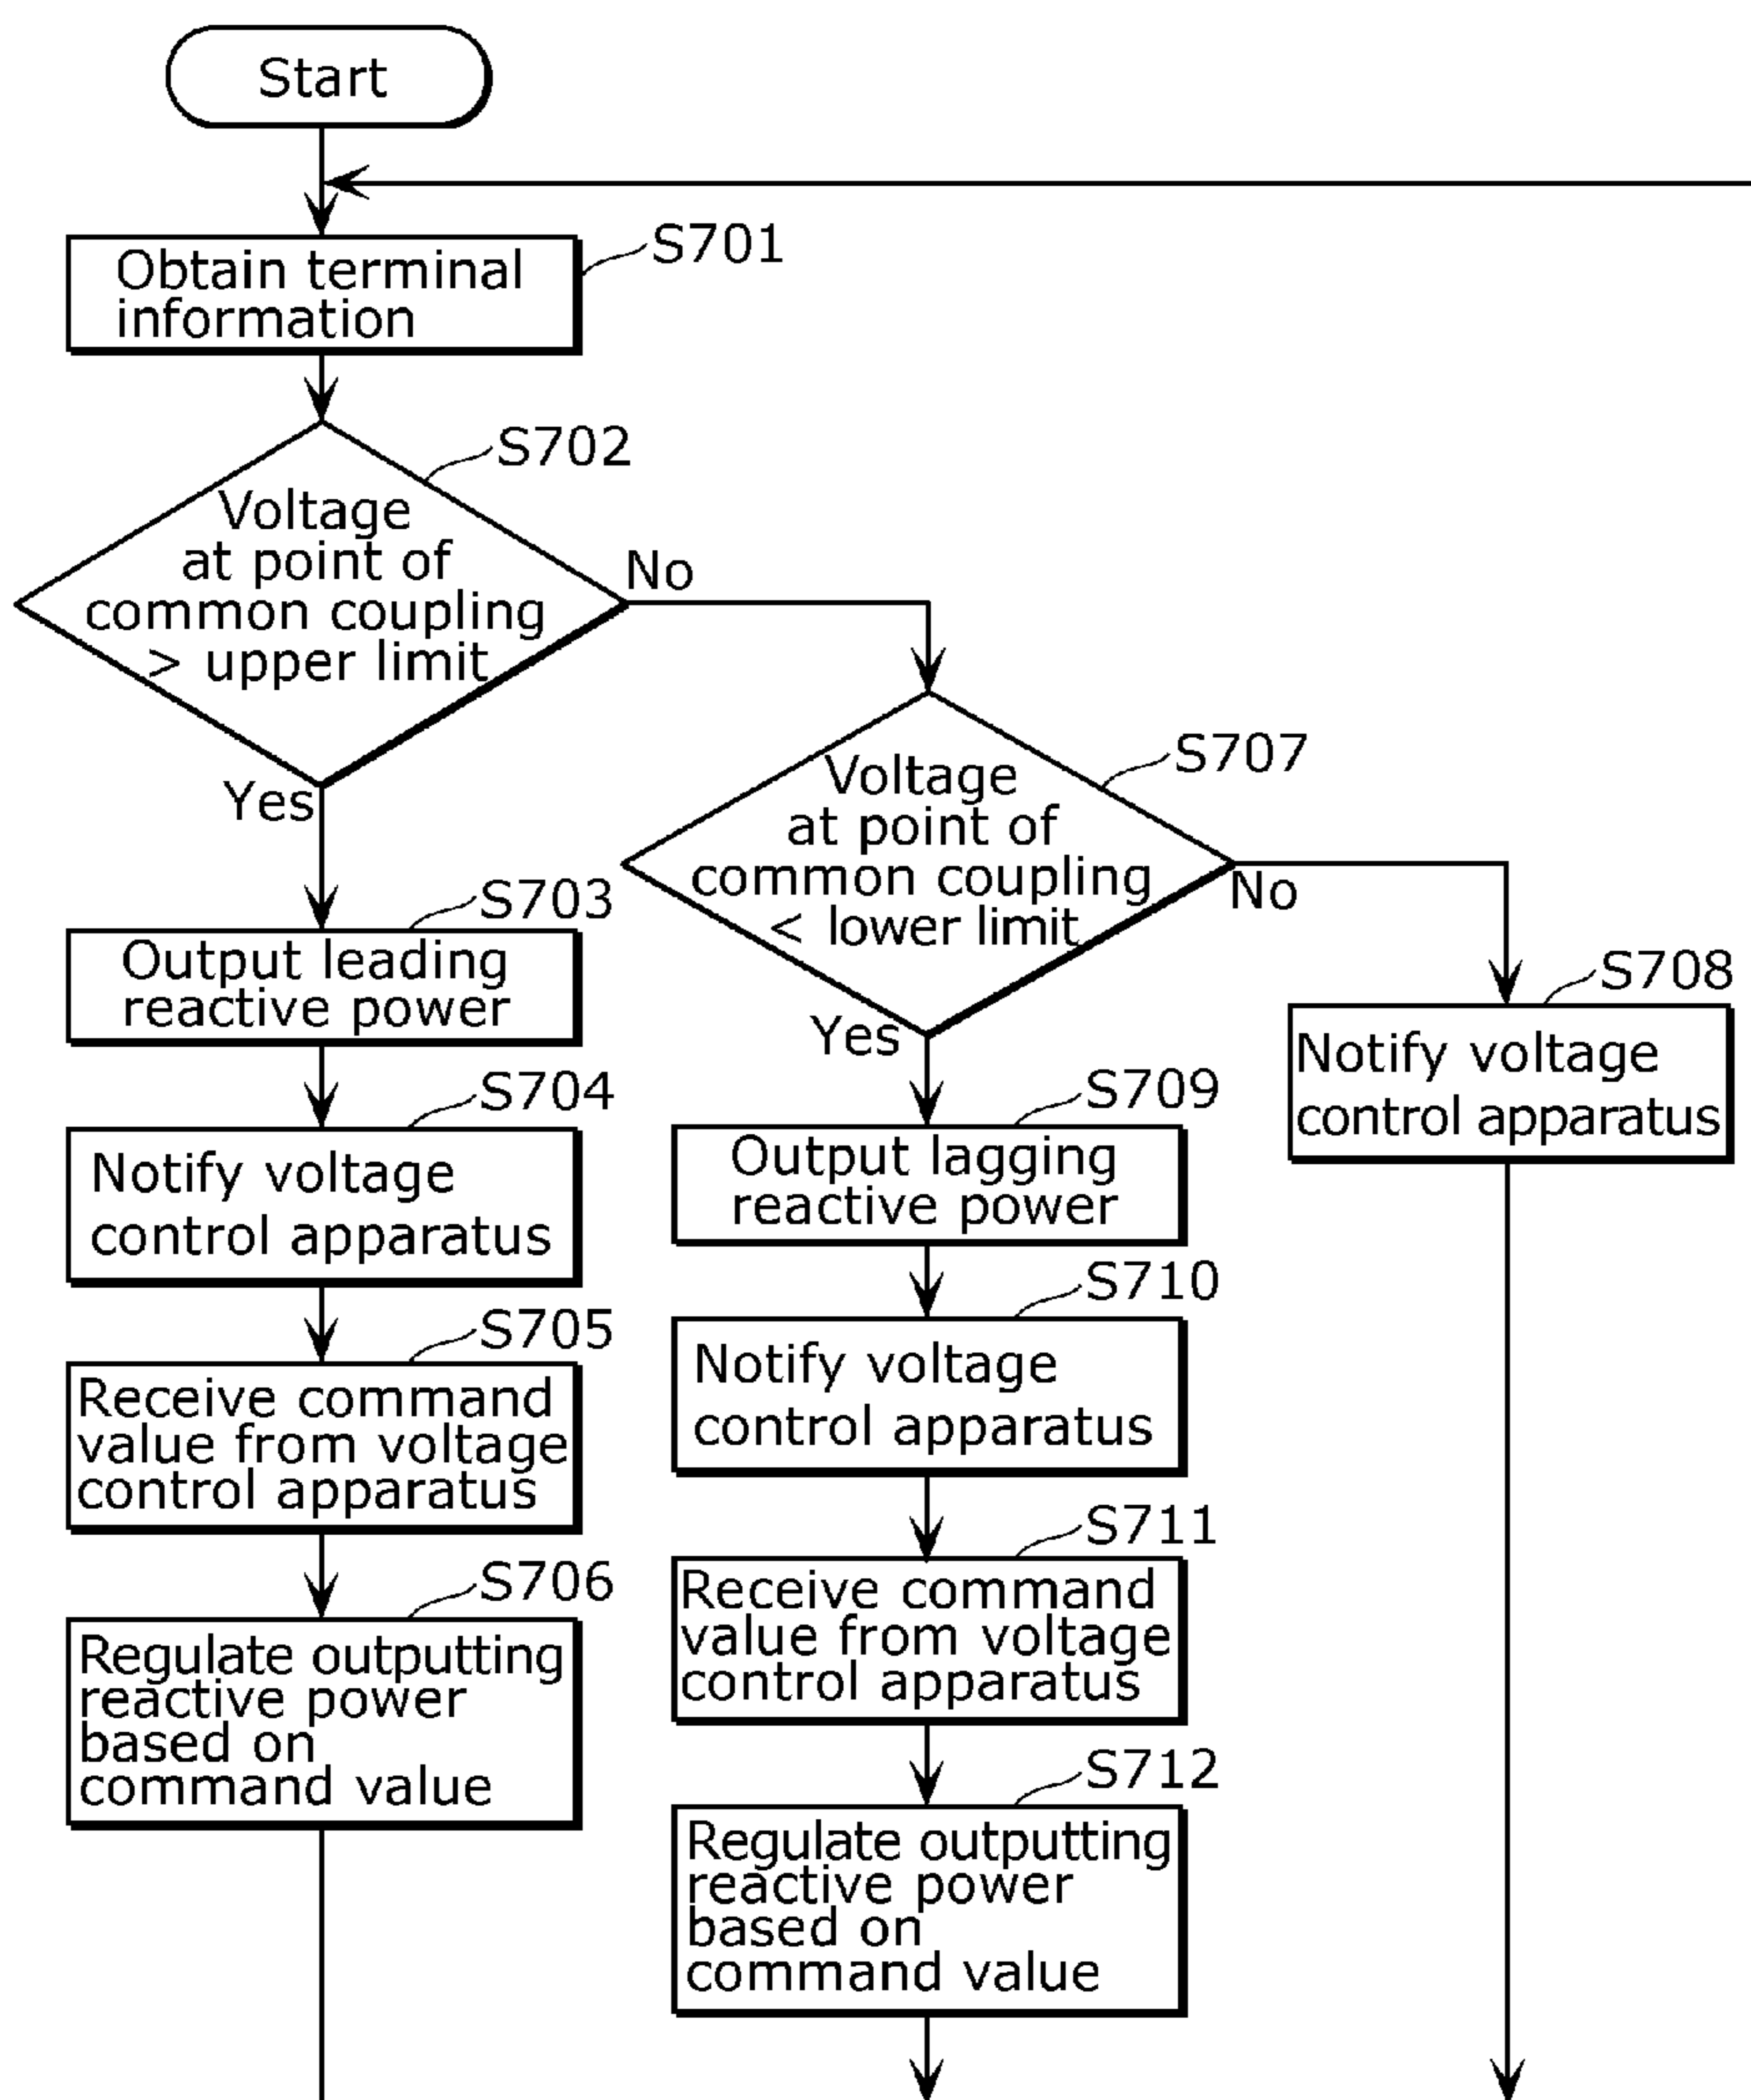 Start
S701
Obtain terminal
information
S702
Voltage
at point of
common coupling
> upper limit
No
Yes
S703
Output leading
reactive power
S704
Notify voltage
control apparatus
S705
Receive command
value from voltage
control apparatus
S706
Regulate outputting
reactive power
based on
command value
S707
Voltage
at point of
common coupling
< lower limit
No
Yes
S708
Notify voltage
control apparatus
S709
Output lagging
reactive power
S710
Notify voltage
control apparatus
S711
Receive command
value from voltage
control apparatus
S712
Regulate outputting
reactive power
based on
command value